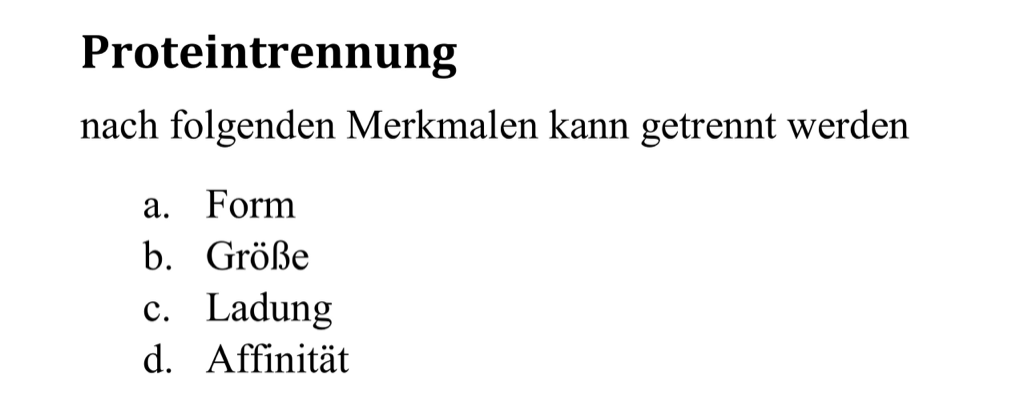 Proteintrennung
nach folgenden Merkmalen kann getrennt werden
a. Form
b. Größe
c. Ladung
d. Affinität